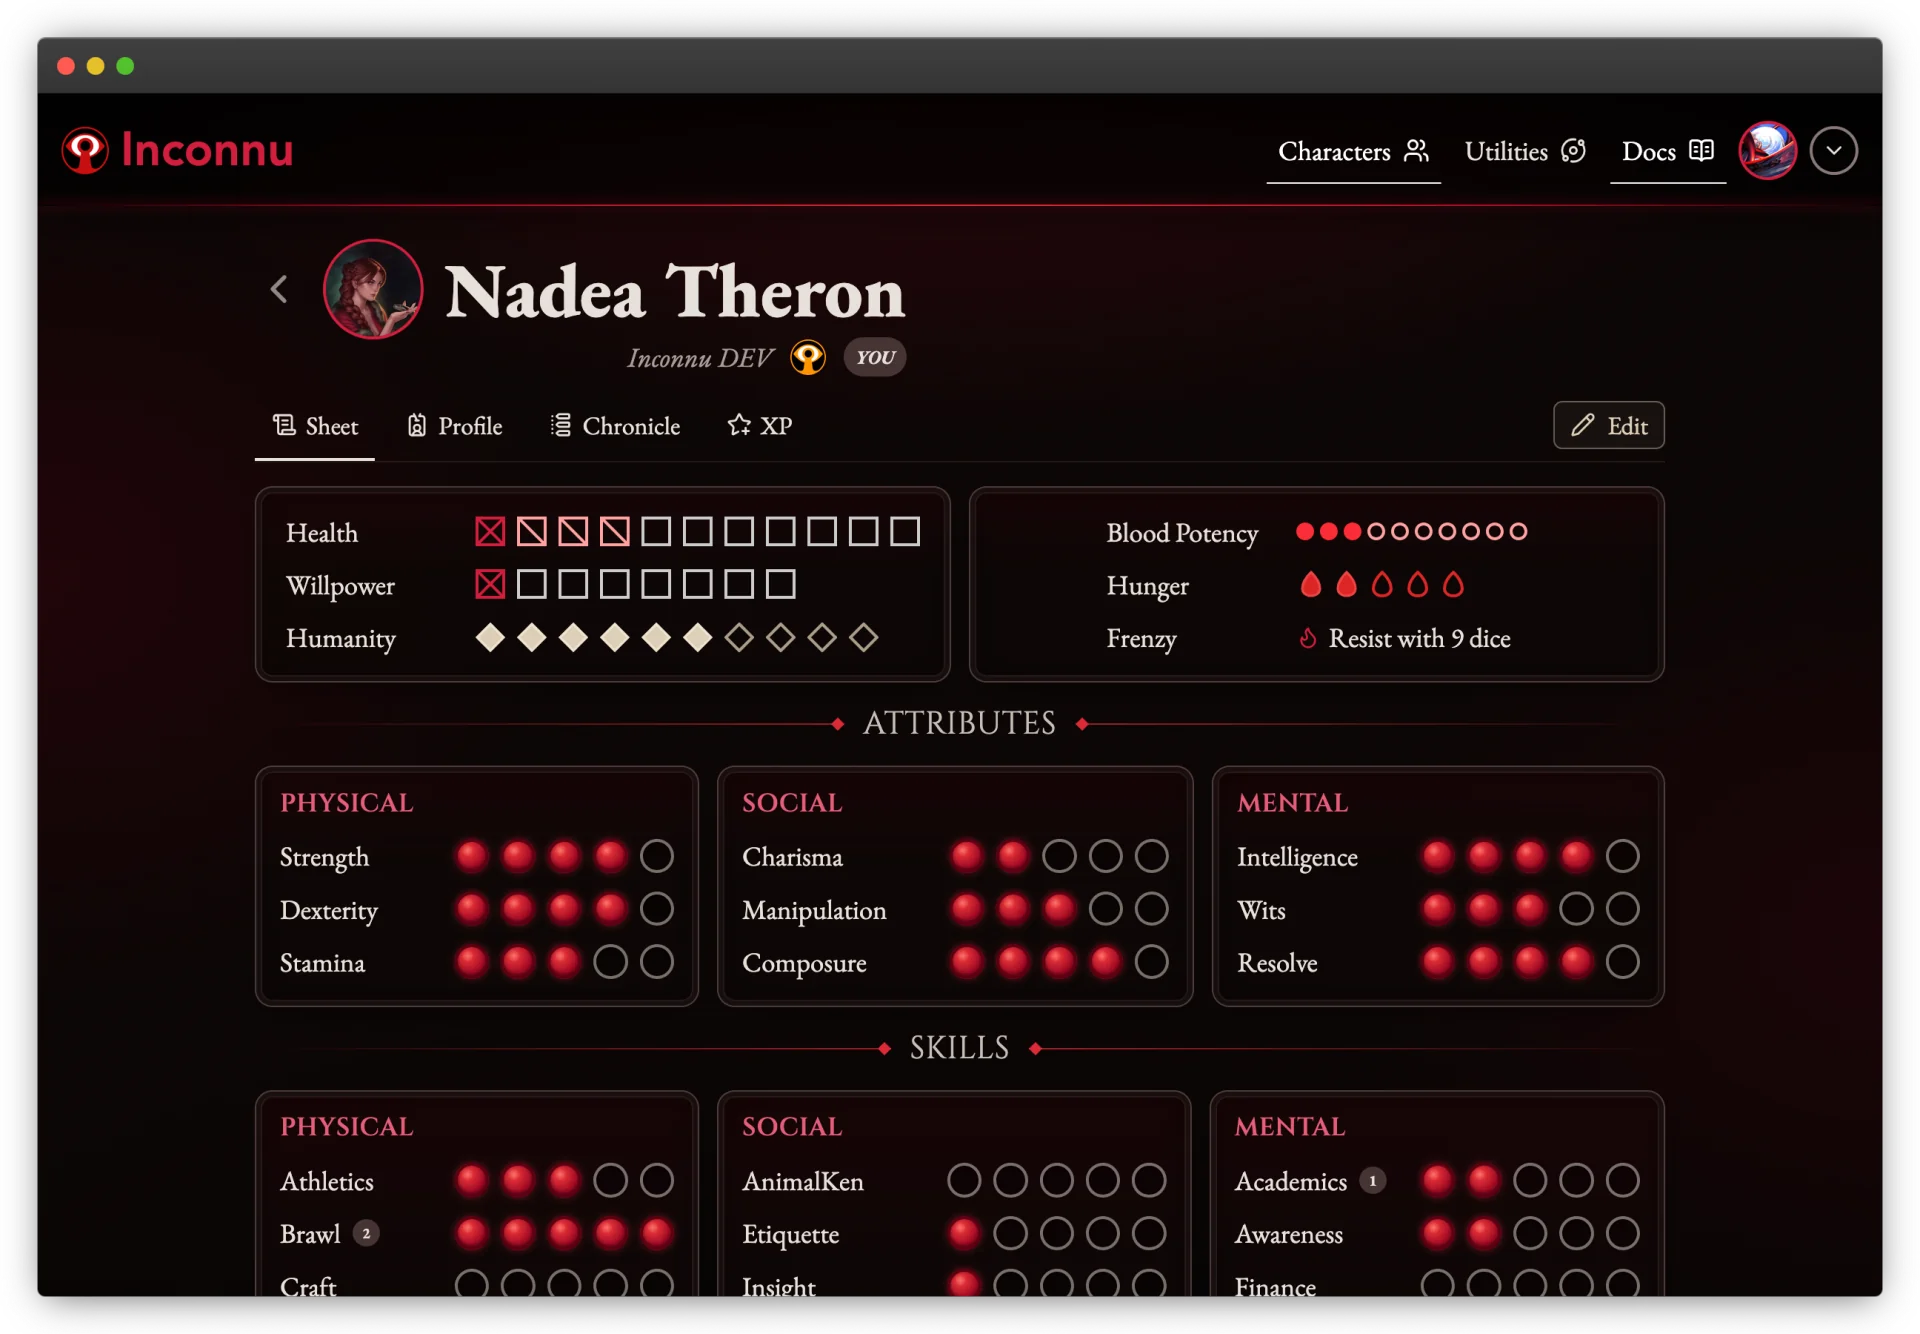 Inconnu
Characters
Utilities
Docs
Nadea Theron
Inconnu DEV YOU
Sheet
Profile
Chronicle
XP
Edit
Health
Willpower
Humanity
Blood Potency
Hunger
Frenzy Resist with 9 dice
ATTRIBUTES
PHYSICAL
Strength
Dexterity
Stamina
SOCIAL
Charisma
Manipulation
Composure
MENTAL
Intelligence
Wits
Resolve
SKILLS
PHYSICAL
Athletics
Brawl 2
Craft
SOCIAL
AnimalKen
Etiquette
Insight
MENTAL
Academics 1
Awareness
Finance